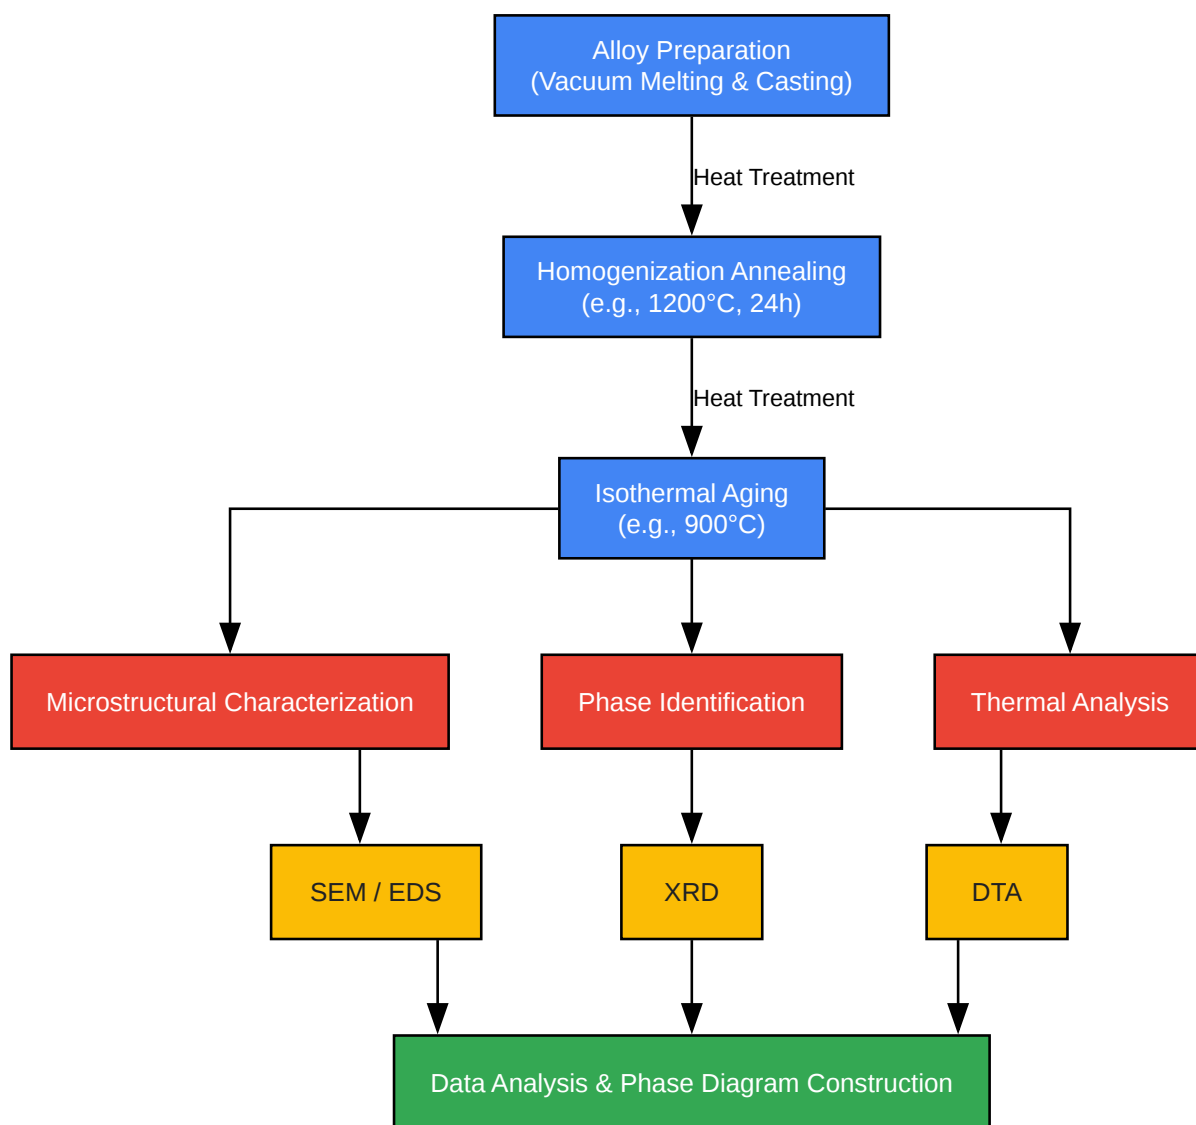 Alloy Preparation
(Vacuum Melting & Casting)
Heat Treatment
Homogenization Annealing
(e.g., 1200°C, 24h)
Heat Treatment
Isothermal Aging
(e.g., 900°C)
Microstructural Characterization
Phase Identification
Thermal Analysis
SEM / EDS
XRD
DTA
Data Analysis & Phase Diagram Construction